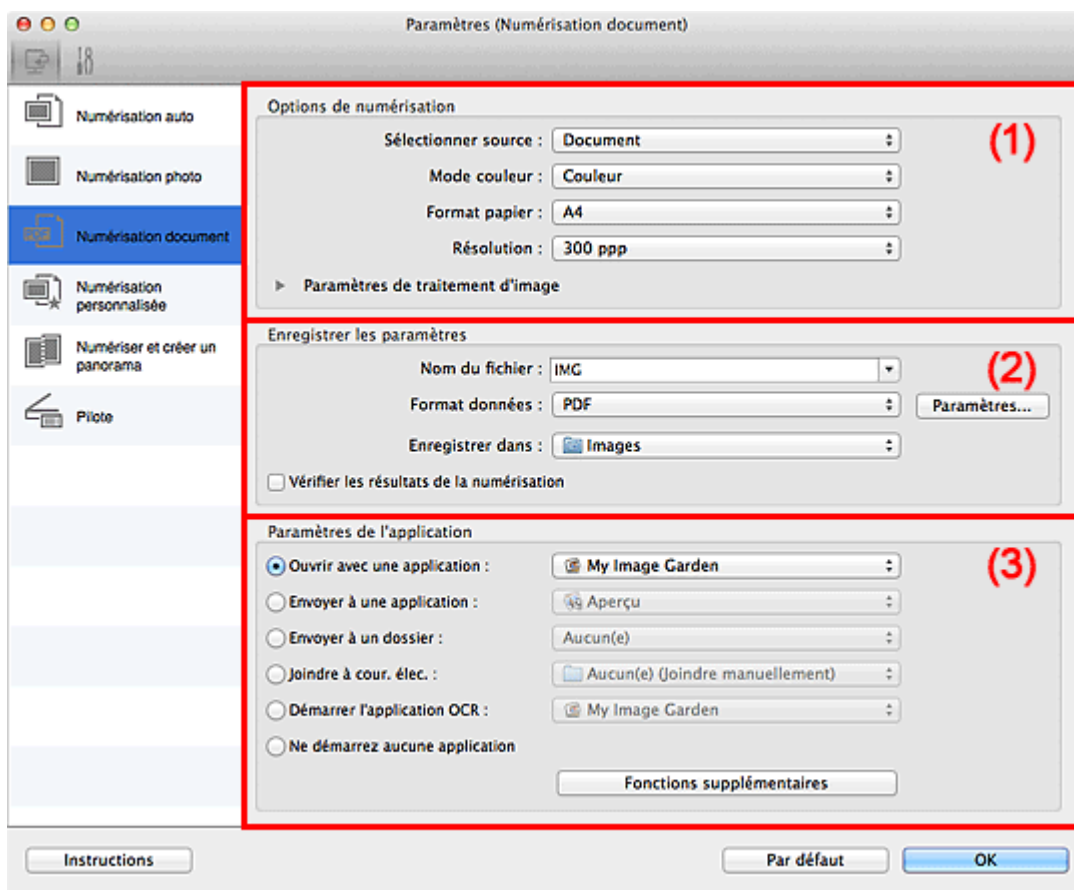 Paramètres (Numérisation document)
Numérisation auto
Numérisation photo
PDF
Numérisation document
Numérisation
personnalisée
Numériser et créer un
panorama
Pilote
Options de numérisation
(1)
Sélectionner source : Document
Mode couleur : Couleur
Format papier : A4
Résolution : 300 ppp
Paramètres de traitement d'image
Enregistrer les paramètres
(2)
Nom du fichier : IMG
Format données : PDF Paramètres...
Enregistrer dans : Images
Vérifier les résultats de la numérisation
Paramètres de l'application
(3)
Ouvrir avec une application : My Image Garden
Envoyer à une application : Aperçu
Envoyer à un dossier : Aucun(e)
Joindre à cour. élec. : Aucun(e) (Joindre manuellement)
Démarrer l'application OCR : My Image Garden
Ne démarrez aucune application
Fonctions supplémentaires
Instructions Par défaut OK